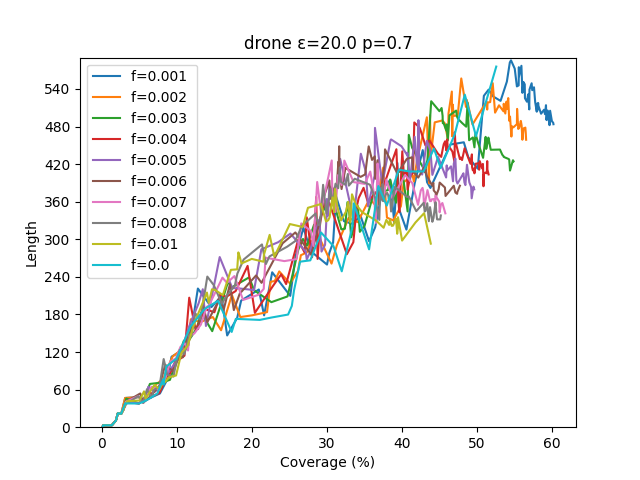 drone ε=20.0 p=0.7
f=0.001
f=0.002
f=0.003
f=0.004
f=0.005
f=0.006
f=0.007
f=0.008
f=0.01
f=0.0
Length
540
480
420
360
300
240
180
120
60
0
0 10 20 30 40 50 60
Coverage (%)